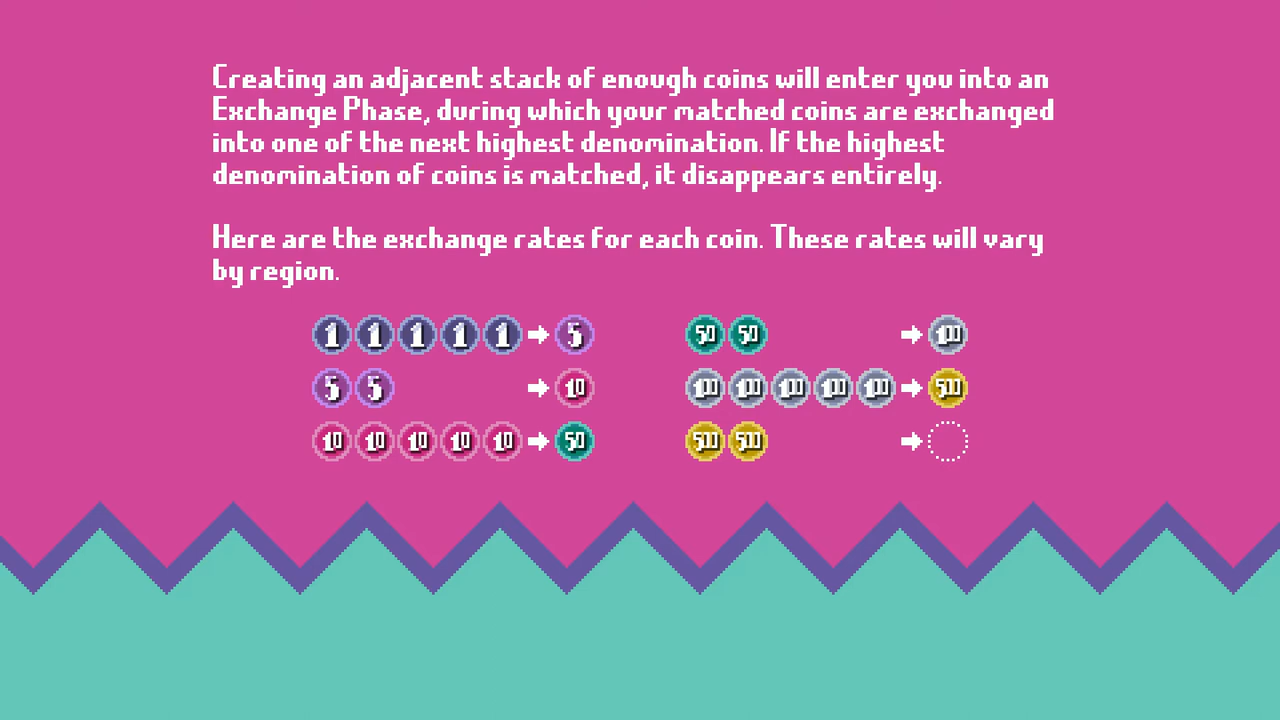 Creating an adjacent stack of enough coins will enter you into an
Exchange Phase, during which your matched coins are exchanged
into one of the next highest denomination. If the highest
denomination of coins is matched, it disappears entirely.
Here are the exchange rates for each coin. These rates will vary
by region.
1 1 1 1 1 5
50 50 100
5 5 10
100 100 100 100 100 500
10 10 10 10 10 50
500 500